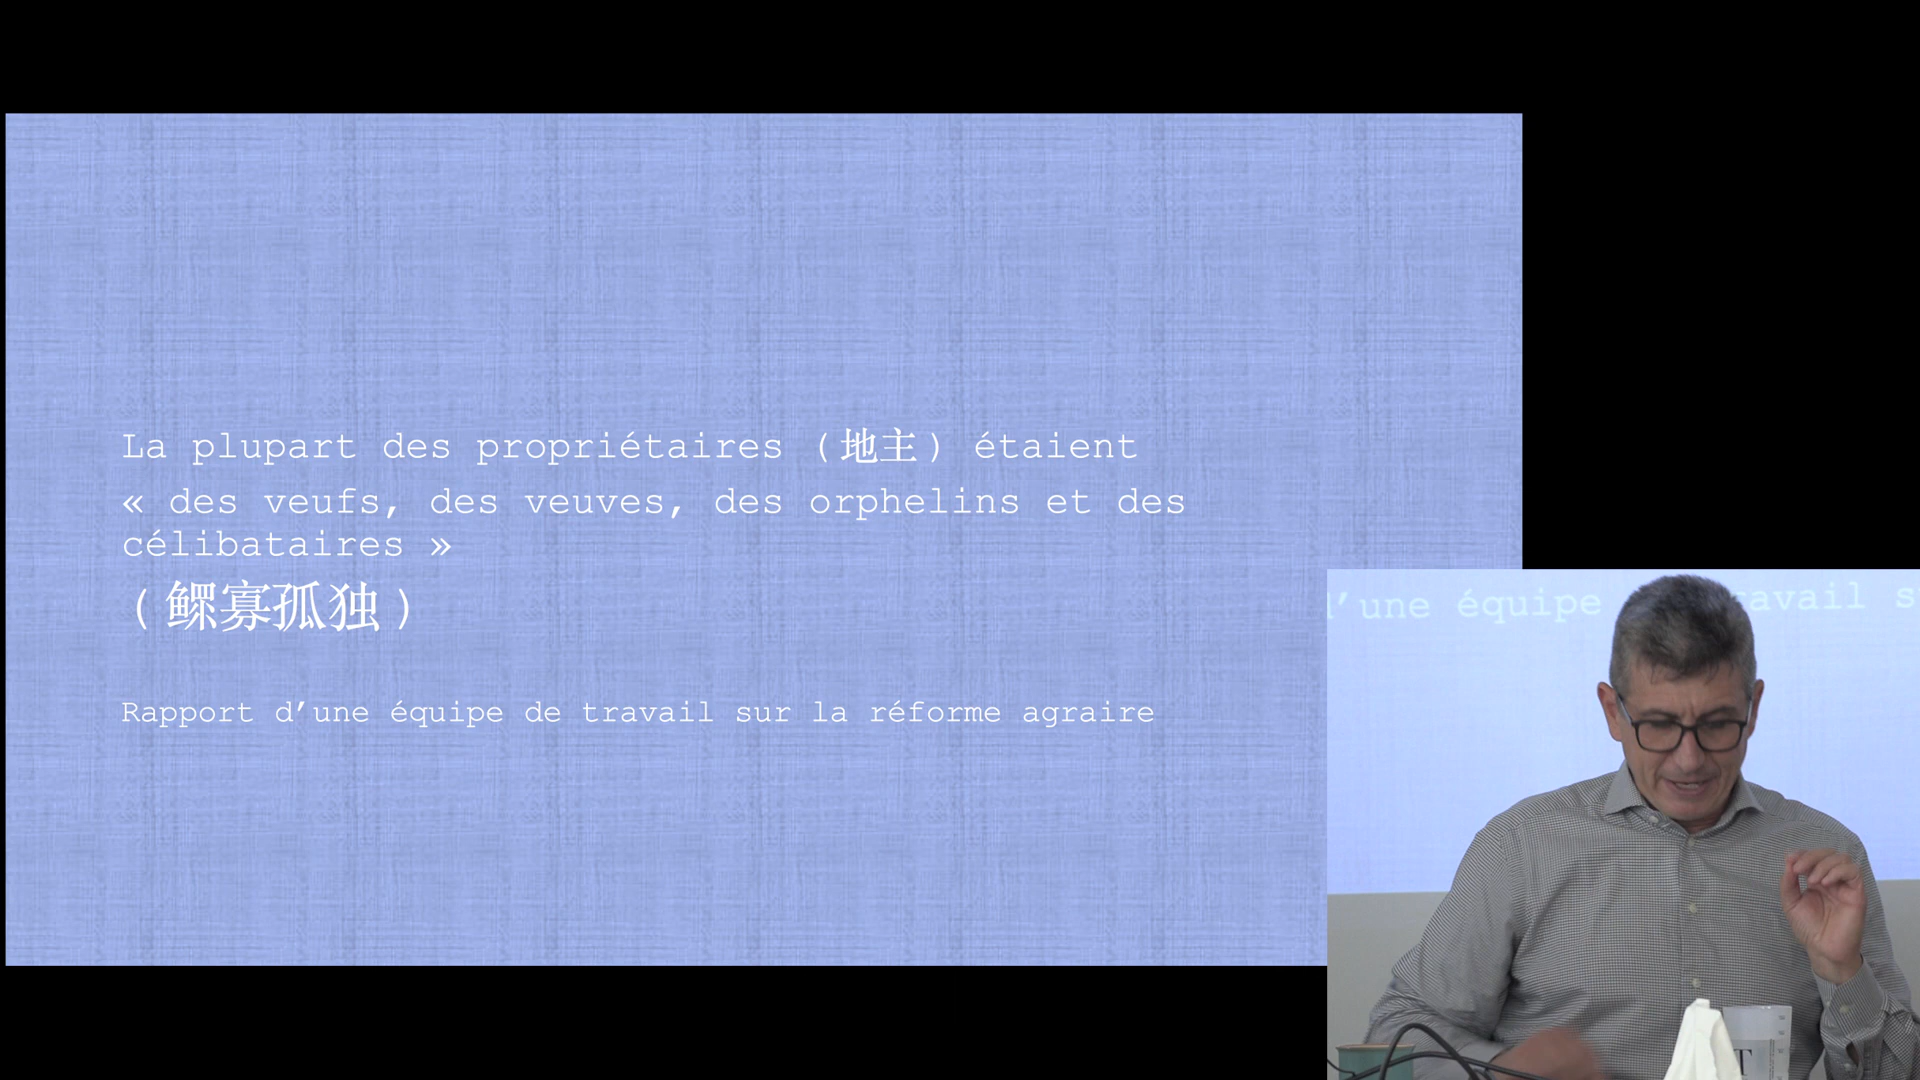 La plupart des propriétaires (地主) étaient
« des veufs, des veuves, des orphelins et des
célibataires »
(鳏寡孤独)
Rapport d’une équipe de travail sur la réforme agraire
d’une équipe avail s
T